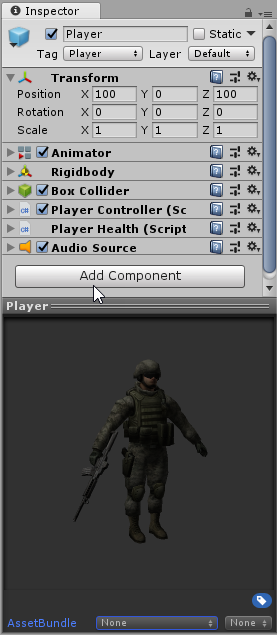 Inspector
Player Static
Tag Player Layer Default
Transform
Position X 100 Y 0 Z 100
Rotation X 0 Y 0 Z 0
Scale X 1 Y 1 Z 1
Animator
Rigidbody
Box Collider
Player Controller (Sc
Player Health (Script
Audio Source
Add Component
Player
AssetBundle None None